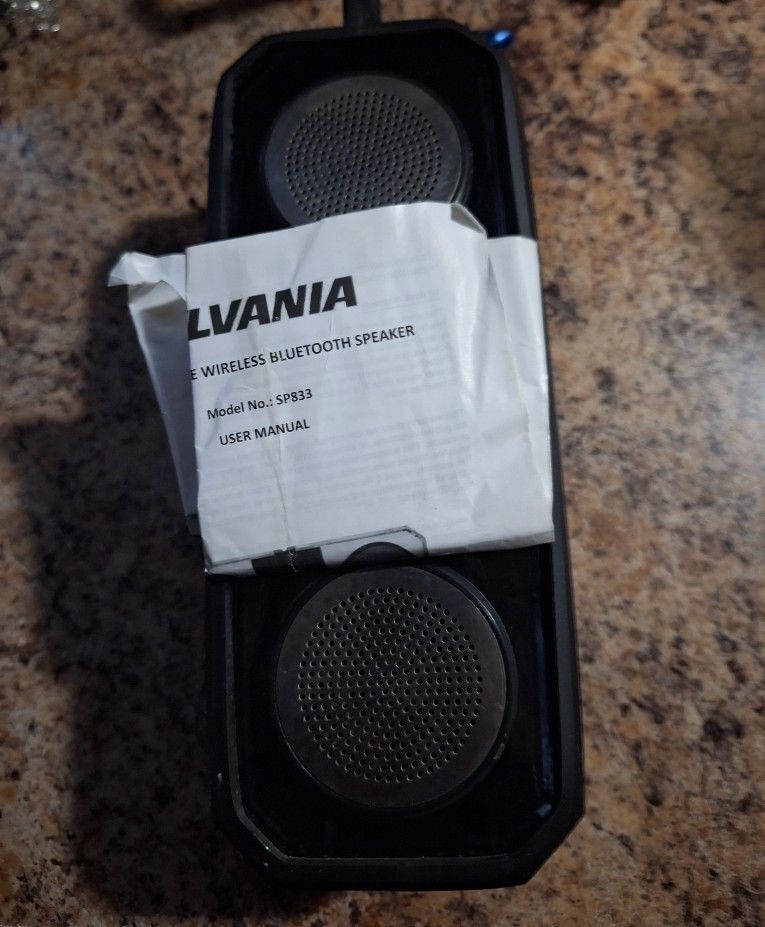 LVANIA
E WIRELESS BLUETOOTH SPEAKER
Model No.: SP833
USER MANUAL